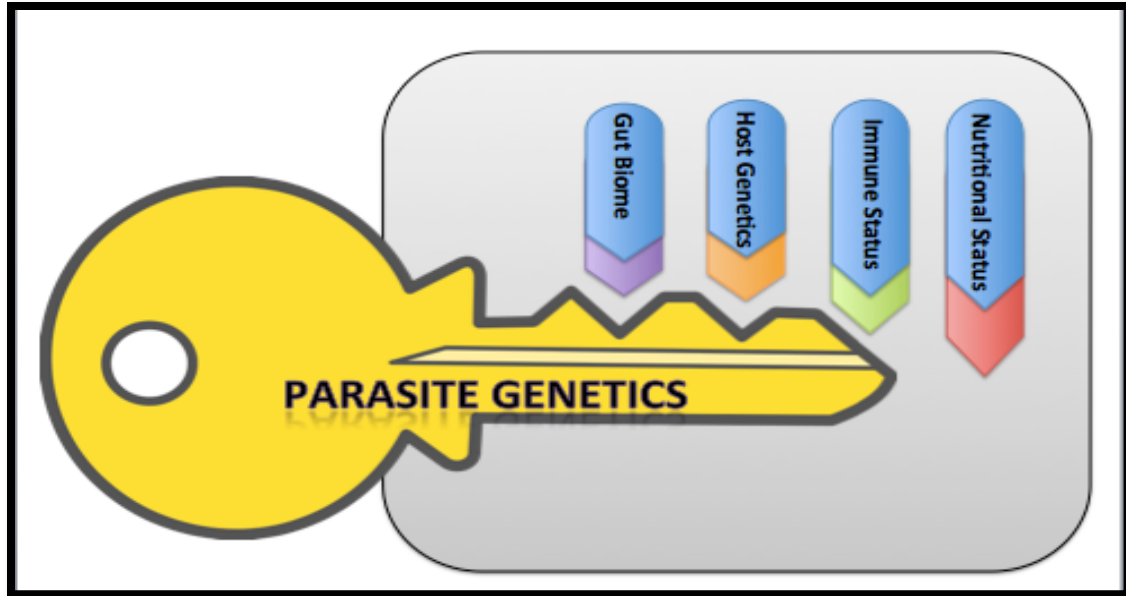 Gut Biome
Host Genetics
Immune Status
Nutritional Status
PARASITE GENETICS